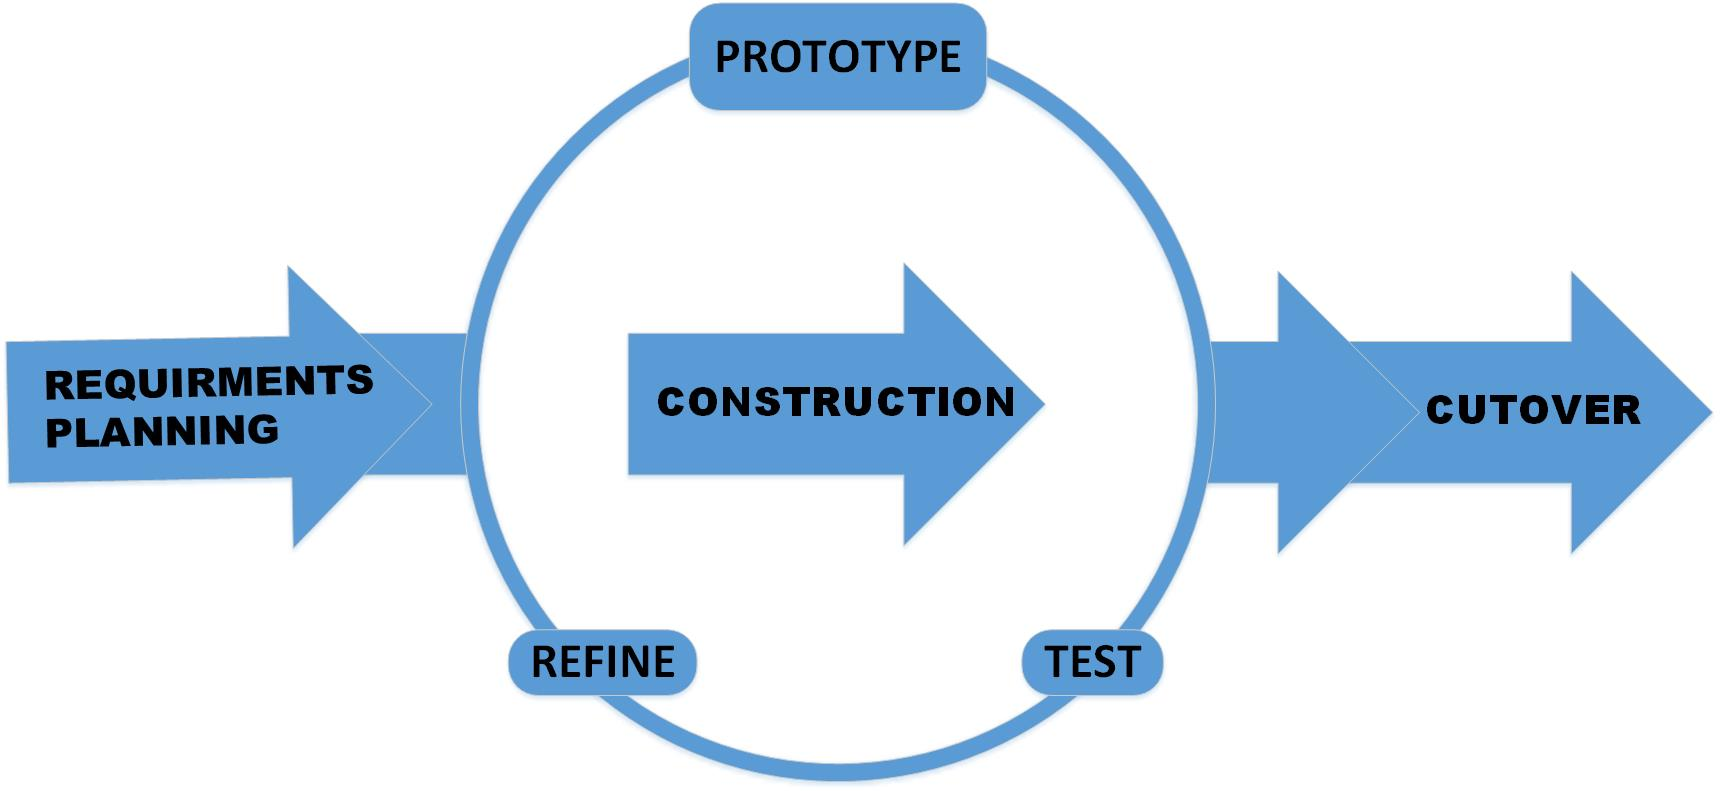 PROTOTYPE
REQUIRMENTS
PLANNING
CONSTRUCTION
CUTOVER
REFINE
TEST